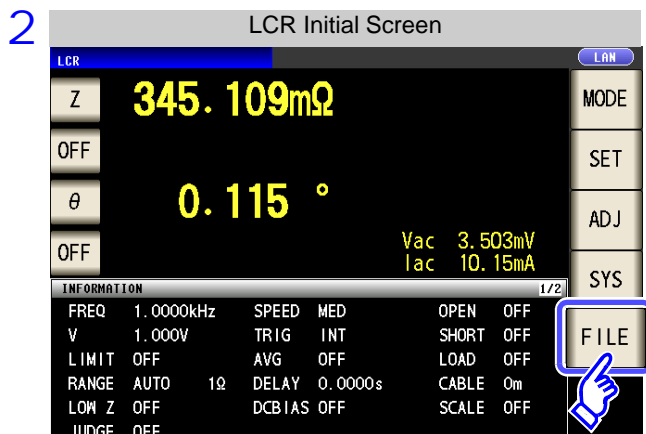 2
LCR Initial Screen
LCR
LAN
Z 345.109mΩ
MODE
OFF
SET
θ 0.115 °
ADJ
OFF
Vac 3.503mV
Iac 10.15mA
SYS
INFORMATION 1/2
FREQ 1.0000kHz SPEED MED OPEN OFF
V 1.000V TRIG INT SHORT OFF
FILE
LIMIT OFF AVG OFF LOAD OFF
RANGE AUTO 1Ω DELAY 0.0000s CABLE 0m
LOW Z OFF DCBIAS OFF SCALE OFF
JUDGE OFF